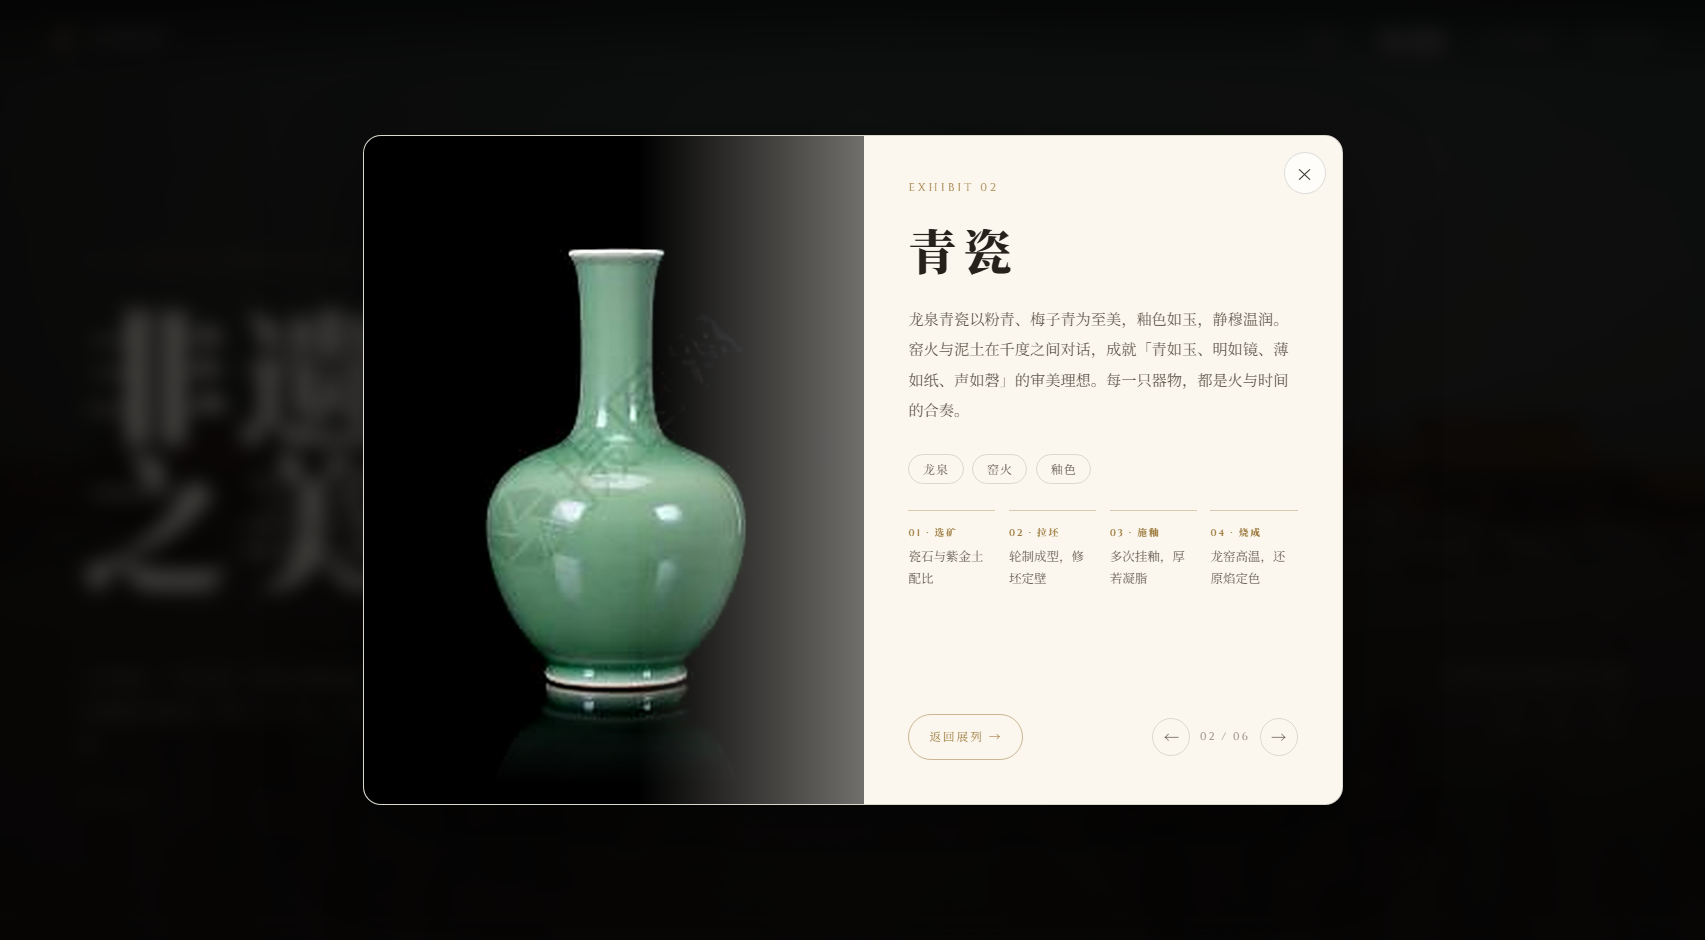 非遗
之美
EXHIBIT 02
青瓷
龙泉青瓷以粉青、梅子青为至美，釉色如玉，静穆温润。
窑火与泥土在千度之间对话，成就「青如玉、明如镜、薄
如纸、声如磬」的审美理想。每一只器物，都是火与时间
的合奏。
龙泉 窑火 釉色
01 · 选矿
瓷石与紫金土
配比
02 · 拉坯
轮制成型，修
坯定壁
03 · 施釉
多次挂釉，厚
若凝脂
04 · 烧成
龙窑高温，还
原焰定色
返回展列 →
← 02 / 06 →